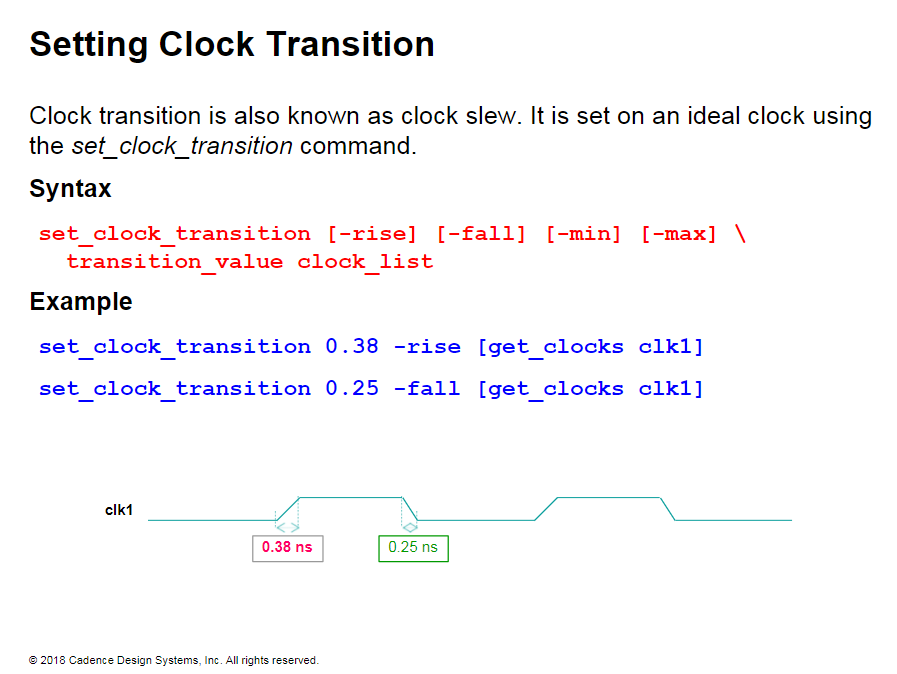 Setting Clock Transition
Clock transition is also known as clock slew. It is set on an ideal clock using
the set_clock_transition command.
Syntax
set_clock_transition [-rise] [-fall] [-min] [-max] \
transition_value clock_list
Example
set_clock_transition 0.38 -rise [get_clocks clk1]
set_clock_transition 0.25 -fall [get_clocks clk1]
clk1
0.38 ns
0.25 ns
© 2018 Cadence Design Systems, Inc. All rights reserved.